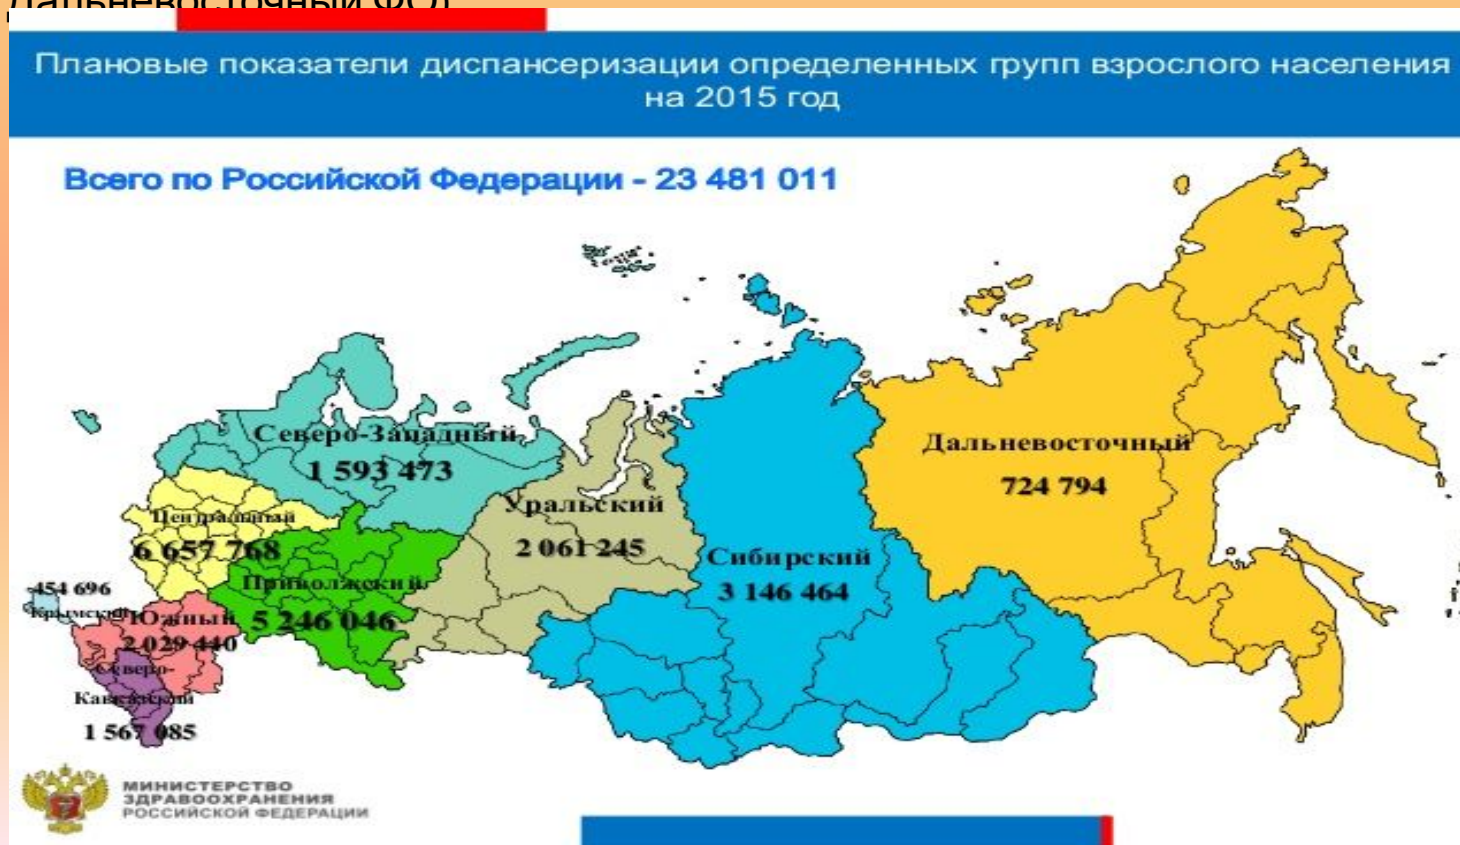 Дальневосточный ФО)
Плановые показатели диспансеризации определенных групп взрослого населения
на 2015 год
Всего по Российской Федерации - 23 481 011
Северо-Западный
1 593 473
Дальневосточный
724 794
Уральский
2 061 245
Центральный
6 657 768
Сибирский
3 146 464
Приволжский
5 246 046
454 696
Крымский
Южный
2 029 440
Северо-
Кавказский
1 567 085
МИНИСТЕРСТВО
ЗДРАВООХРАНЕНИЯ
РОССИЙСКОЙ ФЕДЕРАЦИИ